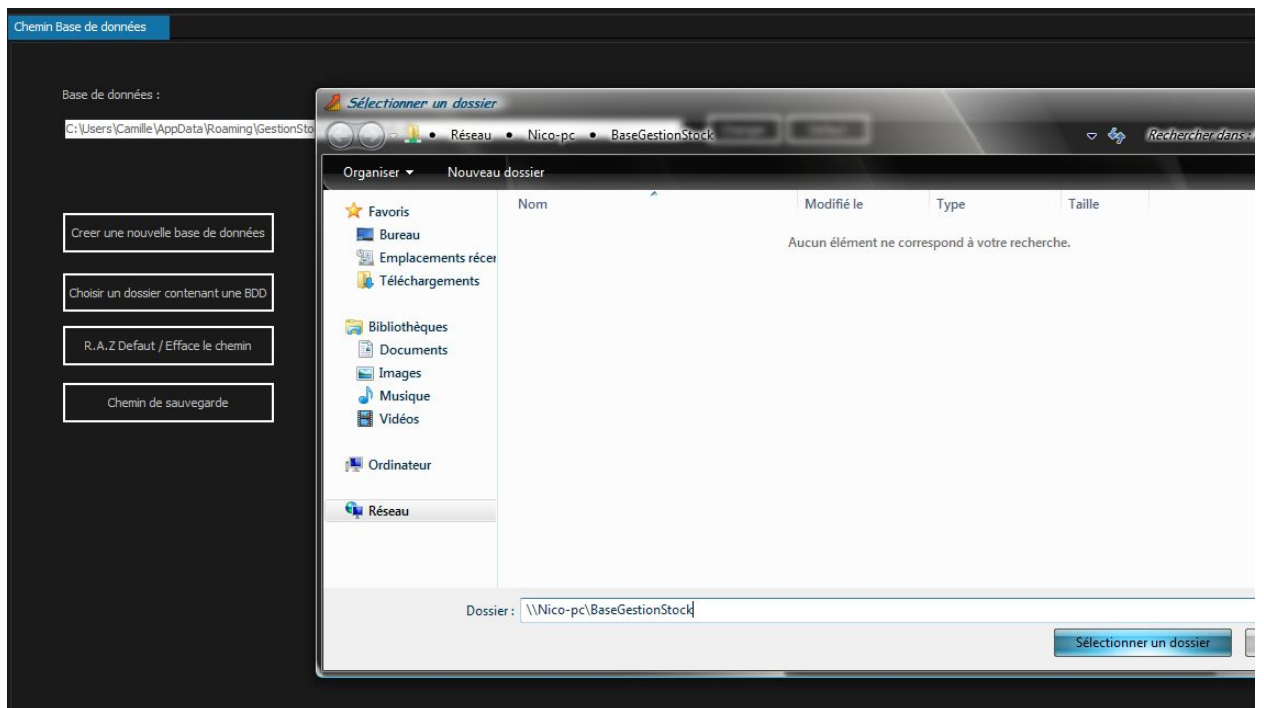 Chemin Base de données
Base de données :
C:\Users\Camille\AppData\Roaming\GestionSto
Creer une nouvelle base de données
Choisir un dossier contenant une BDD
R.A.Z Defaut / Efface le chemin
Chemin de sauvegarde
Sélectionner un dossier
Réseau • Nico-pc • BaseGestionStock
Rechercher dans :
Organiser Nouveau dossier
Favoris
Bureau
Emplacements récen
Téléchargements
Bibliothèques
Documents
Images
Musique
Vidéos
Ordinateur
Réseau
Nom Modifié le Type Taille
Aucun élément ne correspond à votre recherche.
Dossier : \\Nico-pc\BaseGestionStock
Sélectionner un dossier